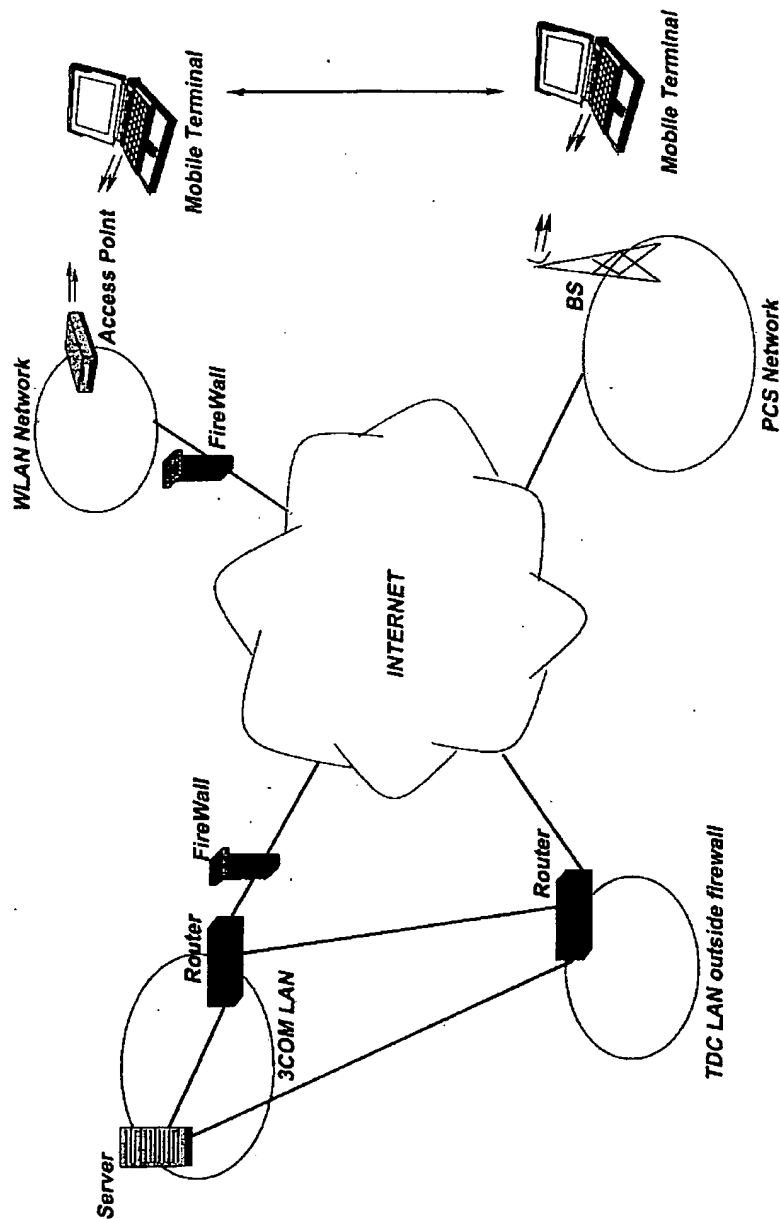 Server
Router
3COM LAN
FireWall
Router
TDC LAN outside firewall
INTERNET
WLAN Network
Access Point
FireWall
Mobile Terminal
BS
PCS Network
Mobile Terminal